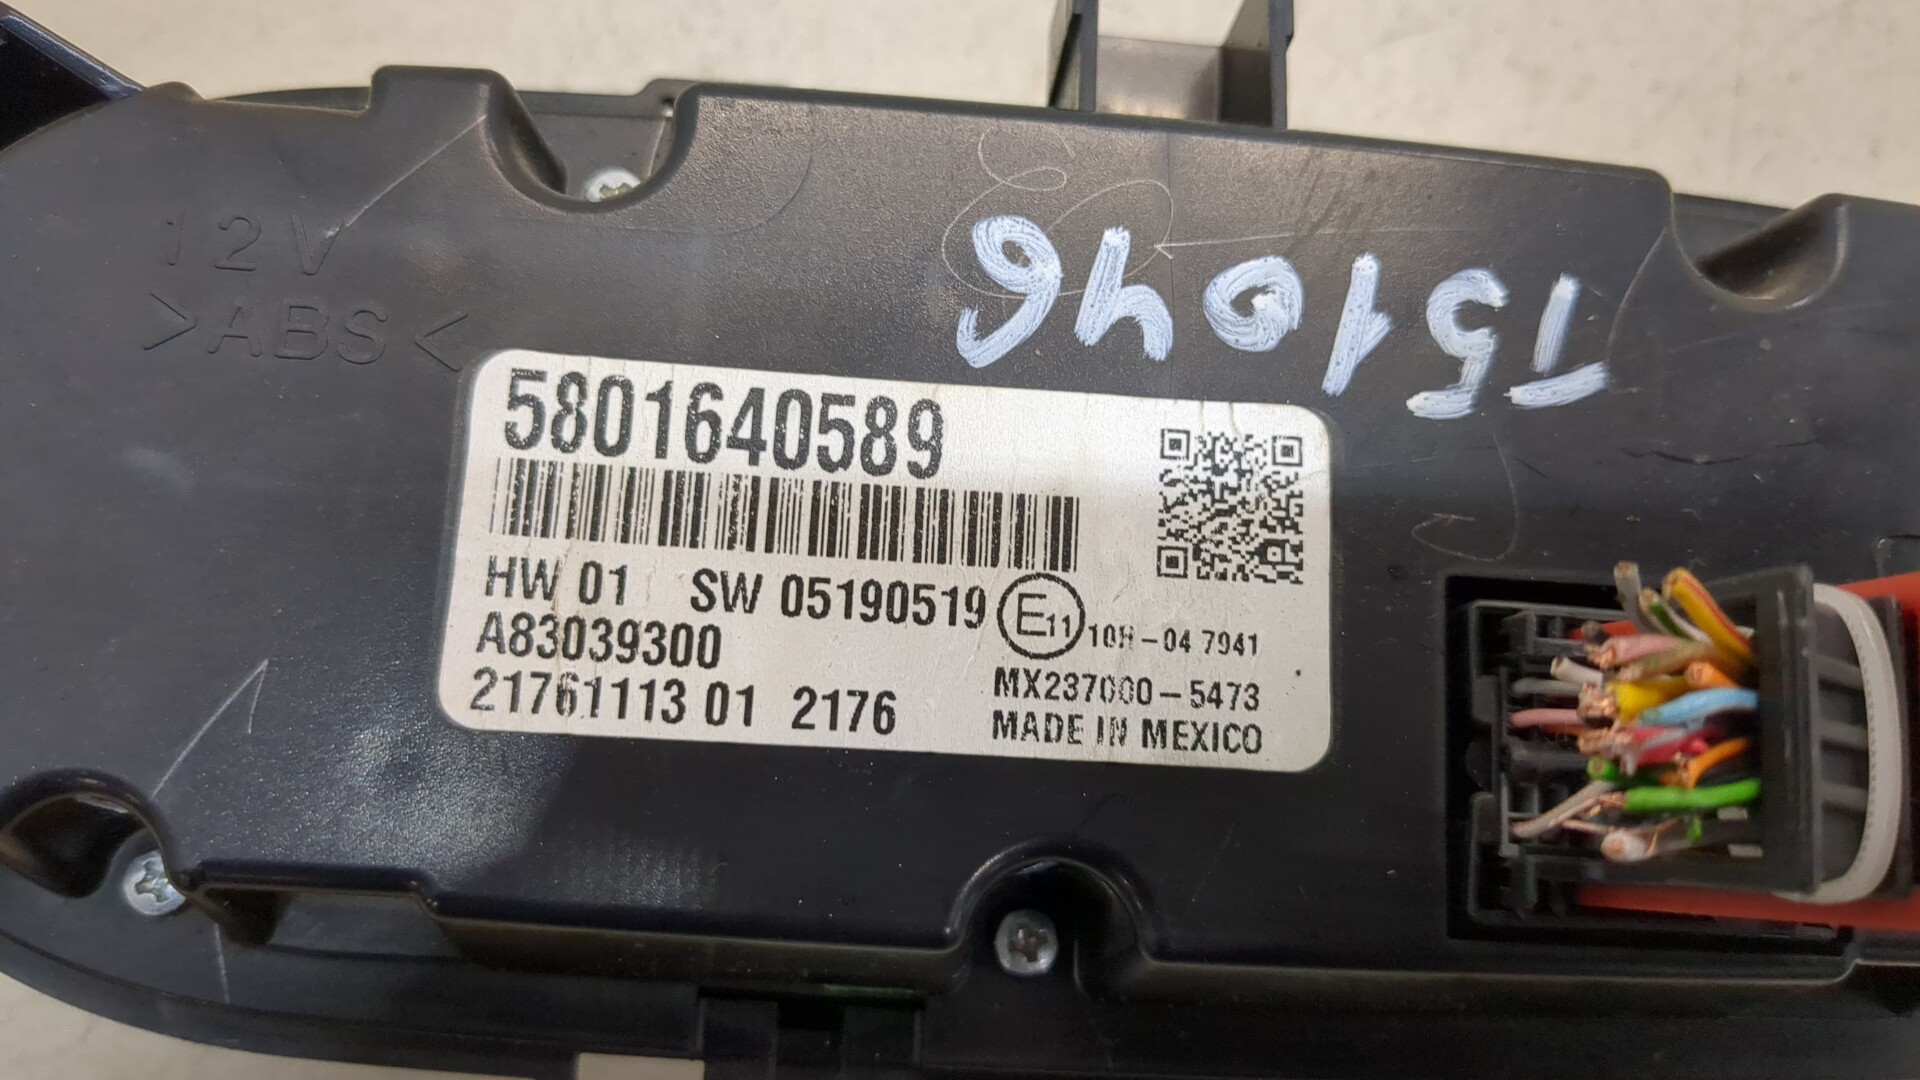 12V
>ABS<
T51046
5801640589
HW 01 SW 05190519 E11 10R-04 7941
A83039300
MX237000-5473
21761113 01 2176
MADE IN MEXICO